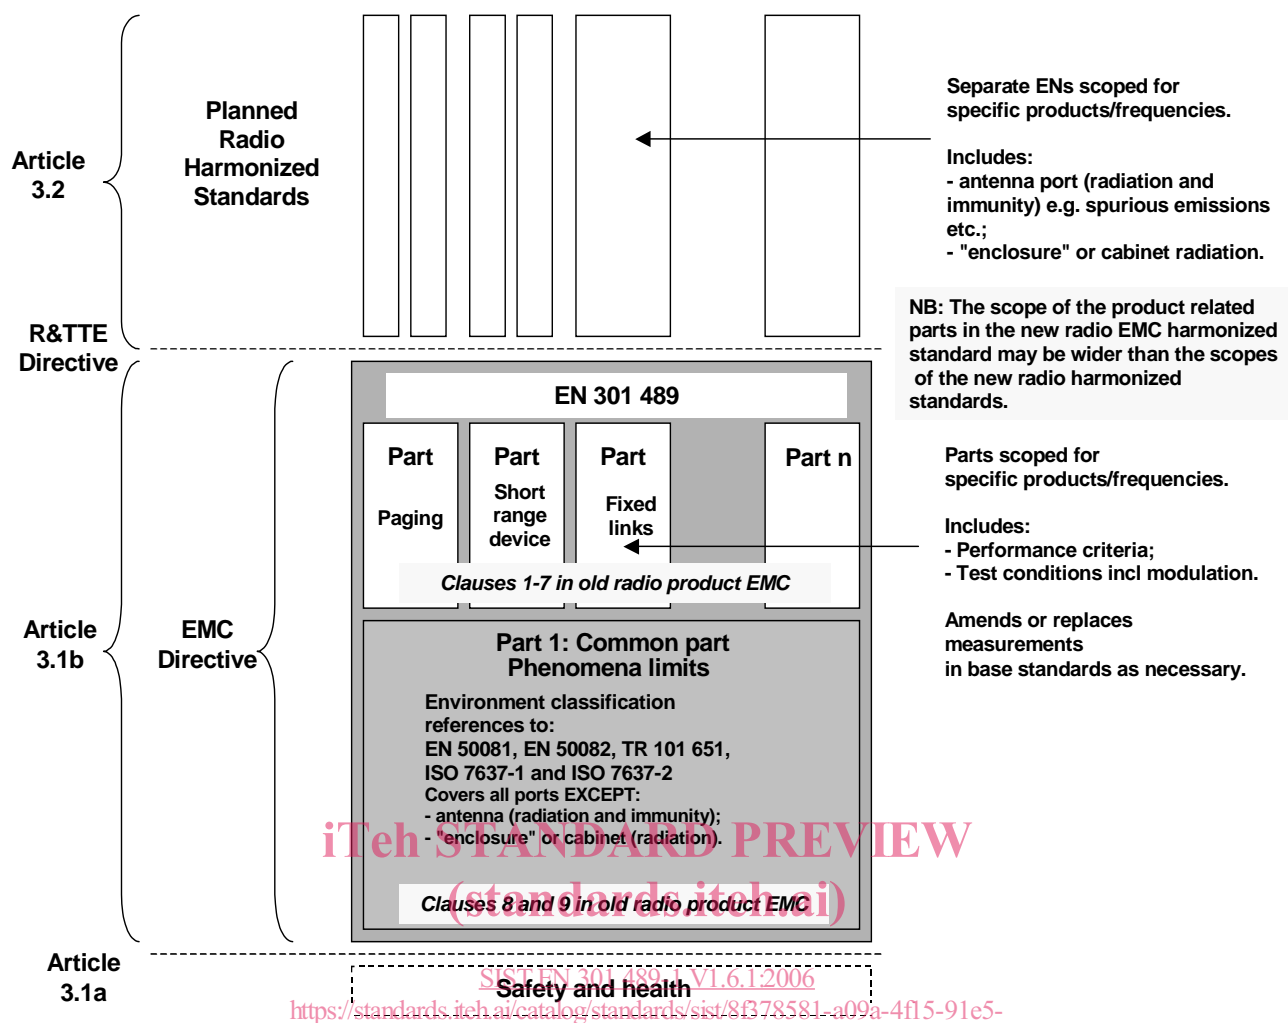 Planned
Radio
Harmonized
Standards
Article
3.2
Separate ENs scoped for
specific products/frequencies.
Includes:
- antenna port (radiation and
immunity) e.g. spurious emissions
etc.;
- "enclosure" or cabinet radiation.
R&TTE
Directive
NB: The scope of the product related
parts in the new radio EMC harmonized
standard may be wider than the scopes
of the new radio harmonized
standards.
EN 301 489
Part
Paging
Part
Short
range
device
Part
Fixed
links
Part n
Clauses 1-7 in old radio product EMC
Parts scoped for
specific products/frequencies.
Includes:
- Performance criteria;
- Test conditions incl modulation.
Amends or replaces
measurements
in base standards as necessary.
Article
3.1b
EMC
Directive
Part 1: Common part
Phenomena limits
Environment classification
references to:
EN 50081, EN 50082, TR 101 651,
ISO 7637-1 and ISO 7637-2
Covers all ports EXCEPT:
- antenna (radiation and immunity);
- "enclosure" or cabinet (radiation).
iTeh STANDARD PREVIEW
(standards.iteh.ai)
Clauses 8 and 9 in old radio product EMC
Article
3.1a
SIST EN 301 489-1 V1.6.1:2006
Safety and health
https://standards.iteh.ai/catalog/standards/sist/8f378581-a09a-4f15-91e5-